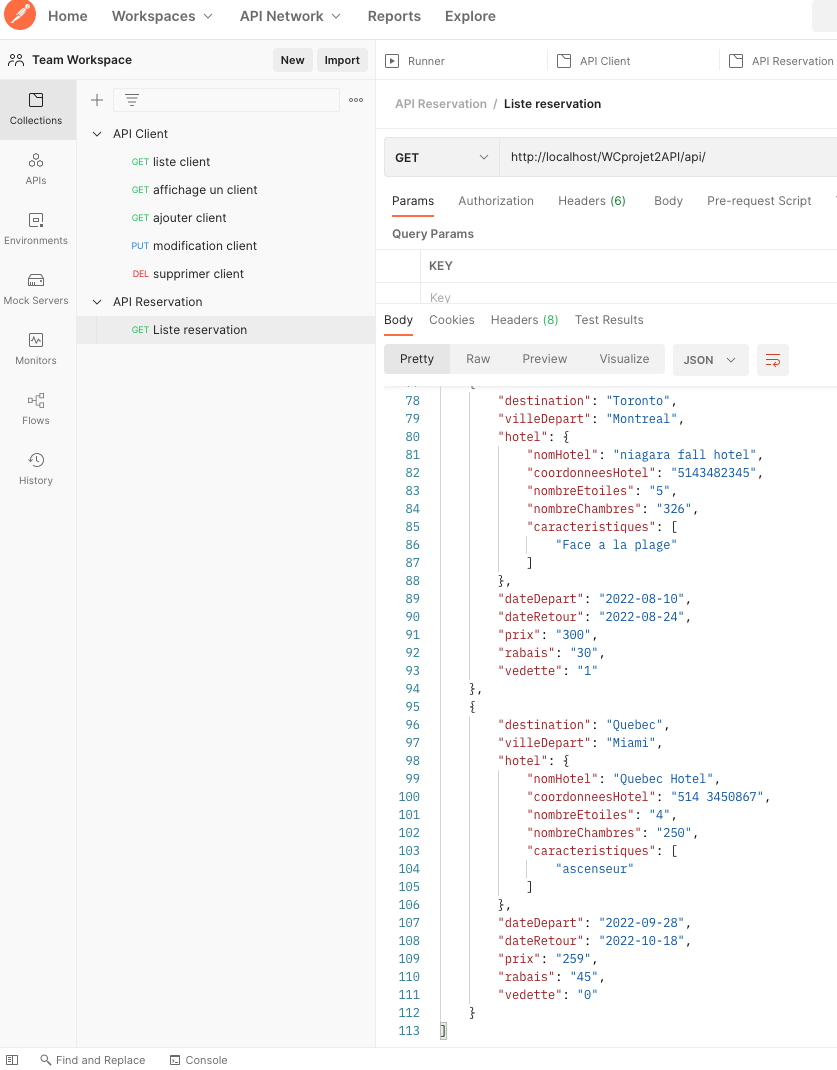 Home Workspaces API Network Reports Explore
Team Workspace New Import
Runner API Client API Reservation
Collections
APIs
Environments
Mock Servers
Monitors
Flows
History
API Client
GET liste client
GET affichage un client
GET ajouter client
PUT modification client
DEL supprimer client
API Reservation
GET Liste reservation
API Reservation / Liste reservation
GET http://localhost/WCprojet2API/api/
Params Authorization Headers (6) Body Pre-request Script
Query Params
KEY
Key
Body Cookies Headers (8) Test Results
Pretty Raw Preview Visualize JSON
78 "destination": "Toronto",
79 "villeDepart": "Montreal",
80 "hotel": {
81 "nomHotel": "niagara fall hotel",
82 "coordonneesHotel": "5143482345",
83 "nombreEtoiles": "5",
84 "nombreChambres": "326",
85 "caracteristiques": [
86 "Face a la plage"
87 ]
88 },
89 "dateDepart": "2022-08-10",
90 "dateRetour": "2022-08-24",
91 "prix": "300",
92 "rabais": "30",
93 "vedette": "1"
94 },
95 {
96 "destination": "Quebec",
97 "villeDepart": "Miami",
98 "hotel": {
99 "nomHotel": "Quebec Hotel",
100 "coordonneesHotel": "514 3450867",
101 "nombreEtoiles": "4",
102 "nombreChambres": "250",
103 "caracteristiques": [
104 "ascenseur"
105 ]
106 },
107 "dateDepart": "2022-09-28",
108 "dateRetour": "2022-10-18",
109 "prix": "259",
110 "rabais": "45",
111 "vedette": "0"
112 }
113 ]
Find and Replace Console